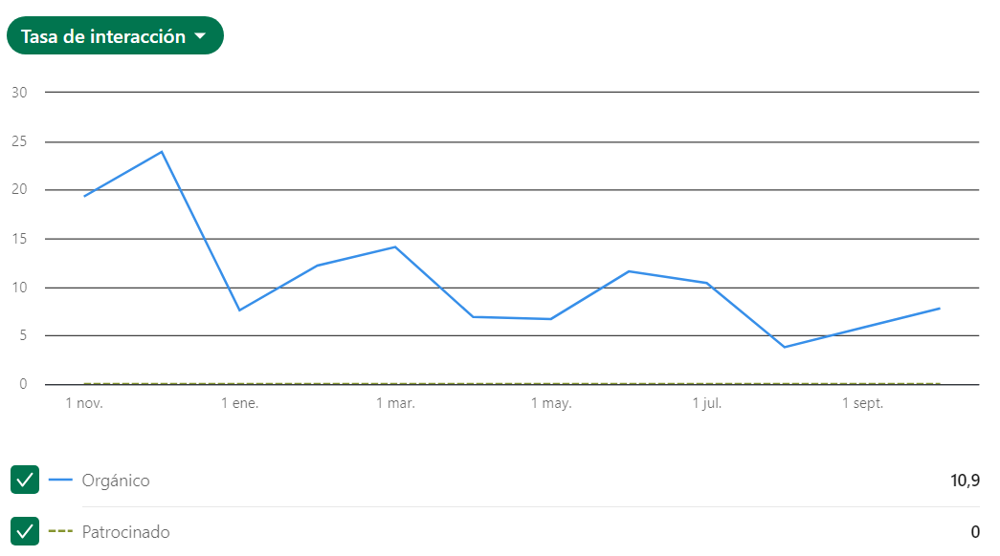 Tasa de interacción
30
25
20
15
10
5
0
1 nov. 1 ene. 1 mar. 1 may. 1 jul. 1 sept.
Orgánico 10,9
Patrocinado 0